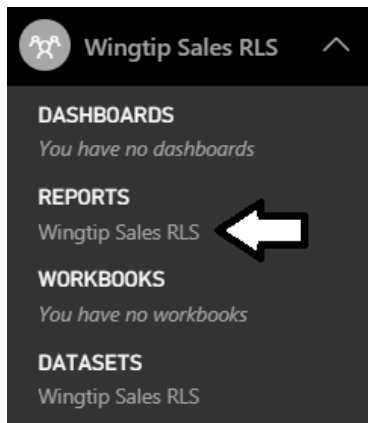 Wingtip Sales RLS
DASHBOARDS
You have no dashboards
REPORTS
Wingtip Sales RLS
WORKBOOKS
You have no workbooks
DATASETS
Wingtip Sales RLS